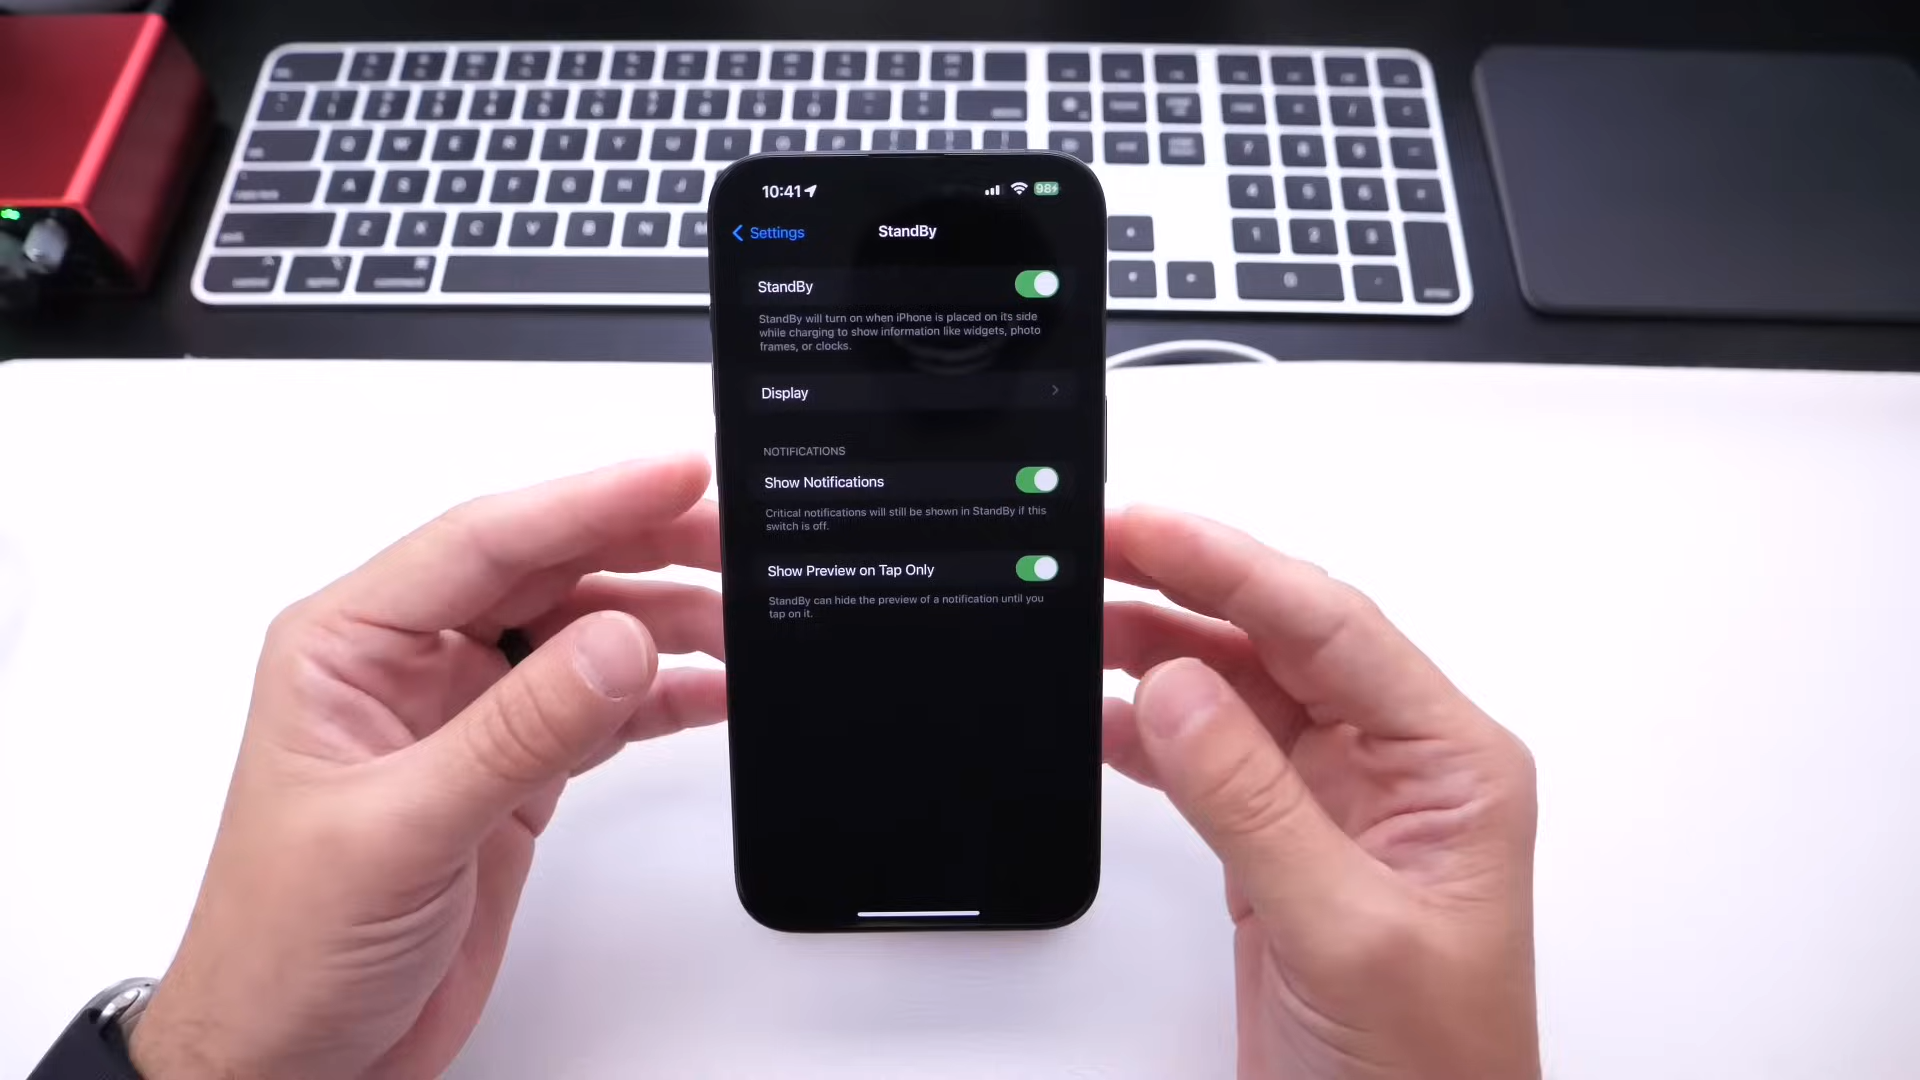 10:41
98
Settings
StandBy
StandBy
StandBy will turn on when iPhone is placed on its side
while charging to show information like widgets, photo
frames, or clocks.
Display
NOTIFICATIONS
Show Notifications
Critical notifications will still be shown in StandBy if this
switch is off.
Show Preview on Tap Only
StandBy can hide the preview of a notification until you
tap on it.